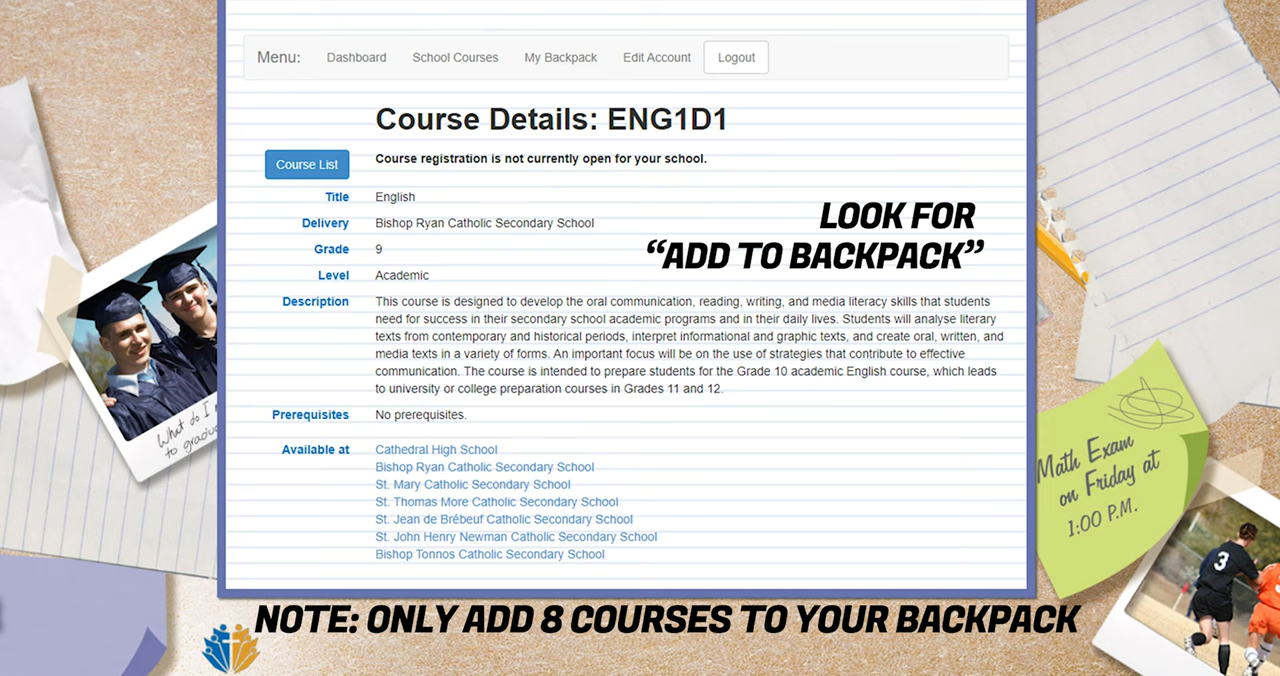 Menu: Dashboard School Courses My Backpack Edit Account Logout
Course Details: ENG1D1
Course List Course registration is not currently open for your school.
Title English
Delivery Bishop Ryan Catholic Secondary School
Grade 9
Level Academic
LOOK FOR
“ADD TO BACKPACK”
Description This course is designed to develop the oral communication, reading, writing, and media literacy skills that students
need for success in their secondary school academic programs and in their daily lives. Students will analyse literary
texts from contemporary and historical periods, interpret informational and graphic texts, and create oral, written, and
media texts in a variety of forms. An important focus will be on the use of strategies that contribute to effective
communication. The course is intended to prepare students for the Grade 10 academic English course, which leads
to university or college preparation courses in Grades 11 and 12.
Prerequisites No prerequisites.
Available at Cathedral High School
Bishop Ryan Catholic Secondary School
St. Mary Catholic Secondary School
St. Thomas More Catholic Secondary School
St. Jean de Brébeuf Catholic Secondary School
St. John Henry Newman Catholic Secondary School
Bishop Tonnos Catholic Secondary School
What do I
to
Math Exam
on Friday at
1:00 P.M.
3
NOTE: ONLY ADD 8 COURSES TO YOUR BACKPACK